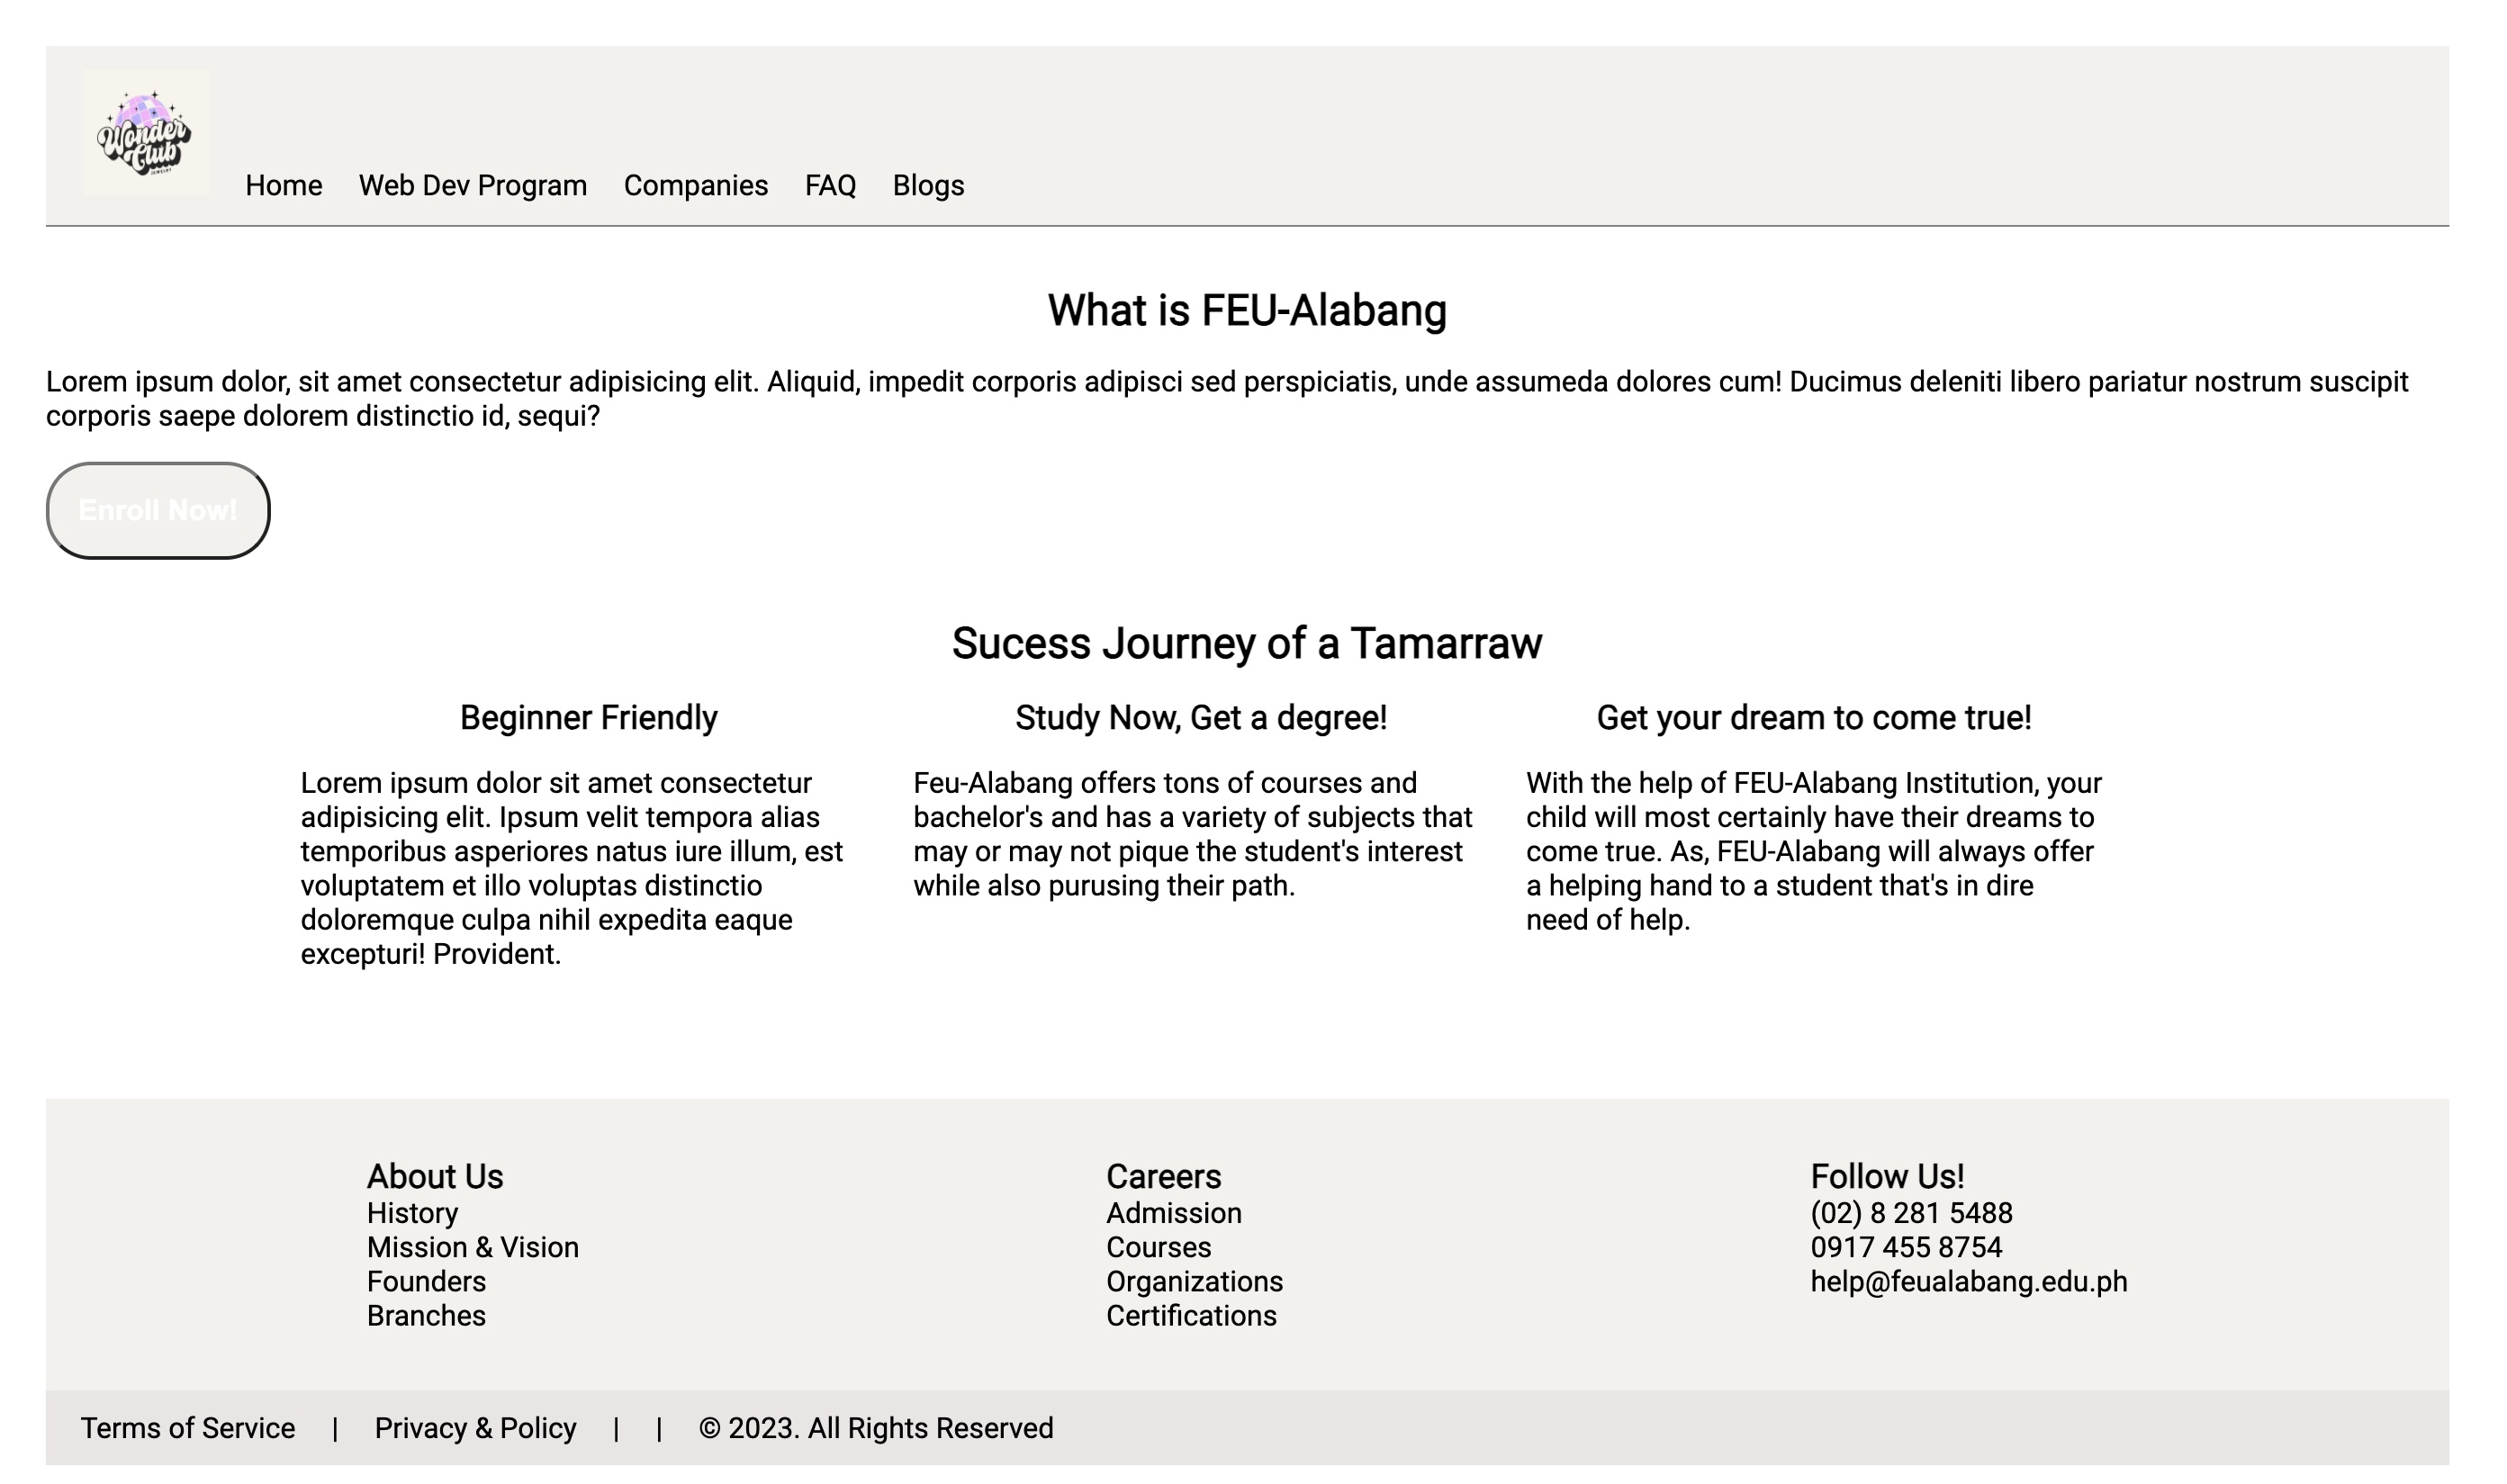 Wonder
Club
JEWELRY
Home Web Dev Program Companies FAQ Blogs
What is FEU-Alabang
Lorem ipsum dolor, sit amet consectetur adipisicing elit. Aliquid, impedit corporis adipisci sed perspiciatis, unde assumeda dolores cum! Ducimus deleniti libero pariatur nostrum suscipit
corporis saepe dolorem distinctio id, sequi?
Enroll Now!
Sucess Journey of a Tamarraw
Beginner Friendly
Lorem ipsum dolor sit amet consectetur
adipisicing elit. Ipsum velit tempora alias
temporibus asperiores natus iure illum, est
voluptatem et illo voluptas distinctio
doloremque culpa nihil expedita eaque
excepturi! Provident.
Study Now, Get a degree!
Feu-Alabang offers tons of courses and
bachelor's and has a variety of subjects that
may or may not pique the student's interest
while also purusing their path.
Get your dream to come true!
With the help of FEU-Alabang Institution, your
child will most certainly have their dreams to
come true. As, FEU-Alabang will always offer
a helping hand to a student that's in dire
need of help.
About Us
History
Mission & Vision
Founders
Branches
Careers
Admission
Courses
Organizations
Certifications
Follow Us!
(02) 8 281 5488
0917 455 8754
help@feualabang.edu.ph
Terms of Service | Privacy & Policy | | © 2023. All Rights Reserved